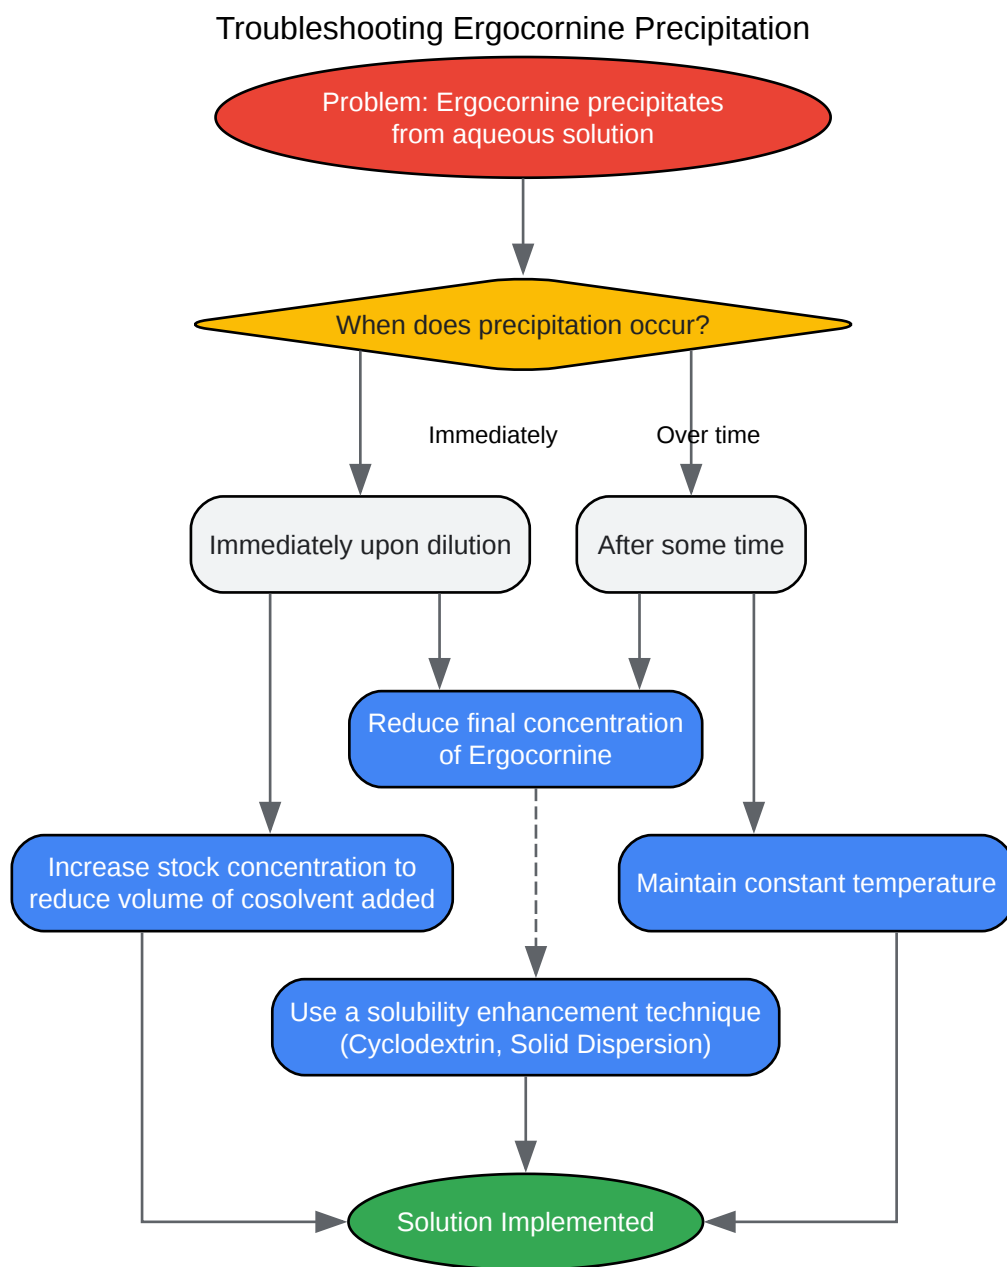 Troubleshooting Ergocornine Precipitation
Problem: Ergocornine precipitates
from aqueous solution
When does precipitation occur?
Immediately
Over time
Immediately upon dilution
After some time
Reduce final concentration
of Ergocornine
Increase stock concentration to
reduce volume of cosolvent added
Maintain constant temperature
Use a solubility enhancement technique
(Cyclodextrin, Solid Dispersion)
Solution Implemented